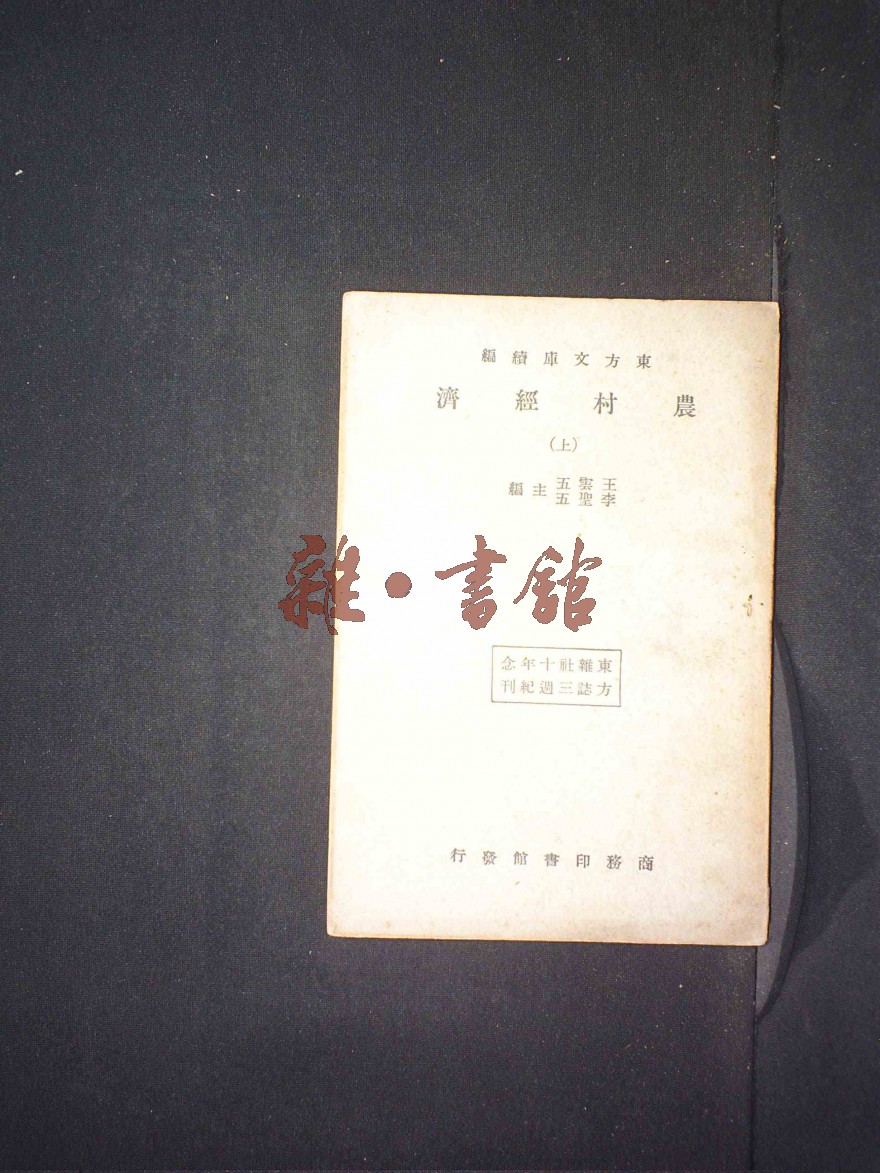 東方文庫續編
農村經濟
(上)
王雲五
李聖五
主編
雜·書館
東雜社十年念
方誌三週紀刊
商務印書館發行